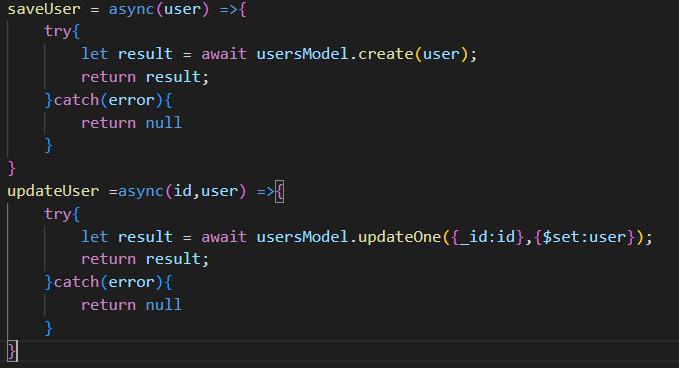 saveUser = async(user) =>{
    try{
        let result = await usersModel.create(user);
        return result;
    }catch(error){
        return null
    }
}
updateUser =async(id,user) =>{
    try{
        let result = await usersModel.updateOne({_id:id},{$set:user});
        return result;
    }catch(error){
        return null
    }
}